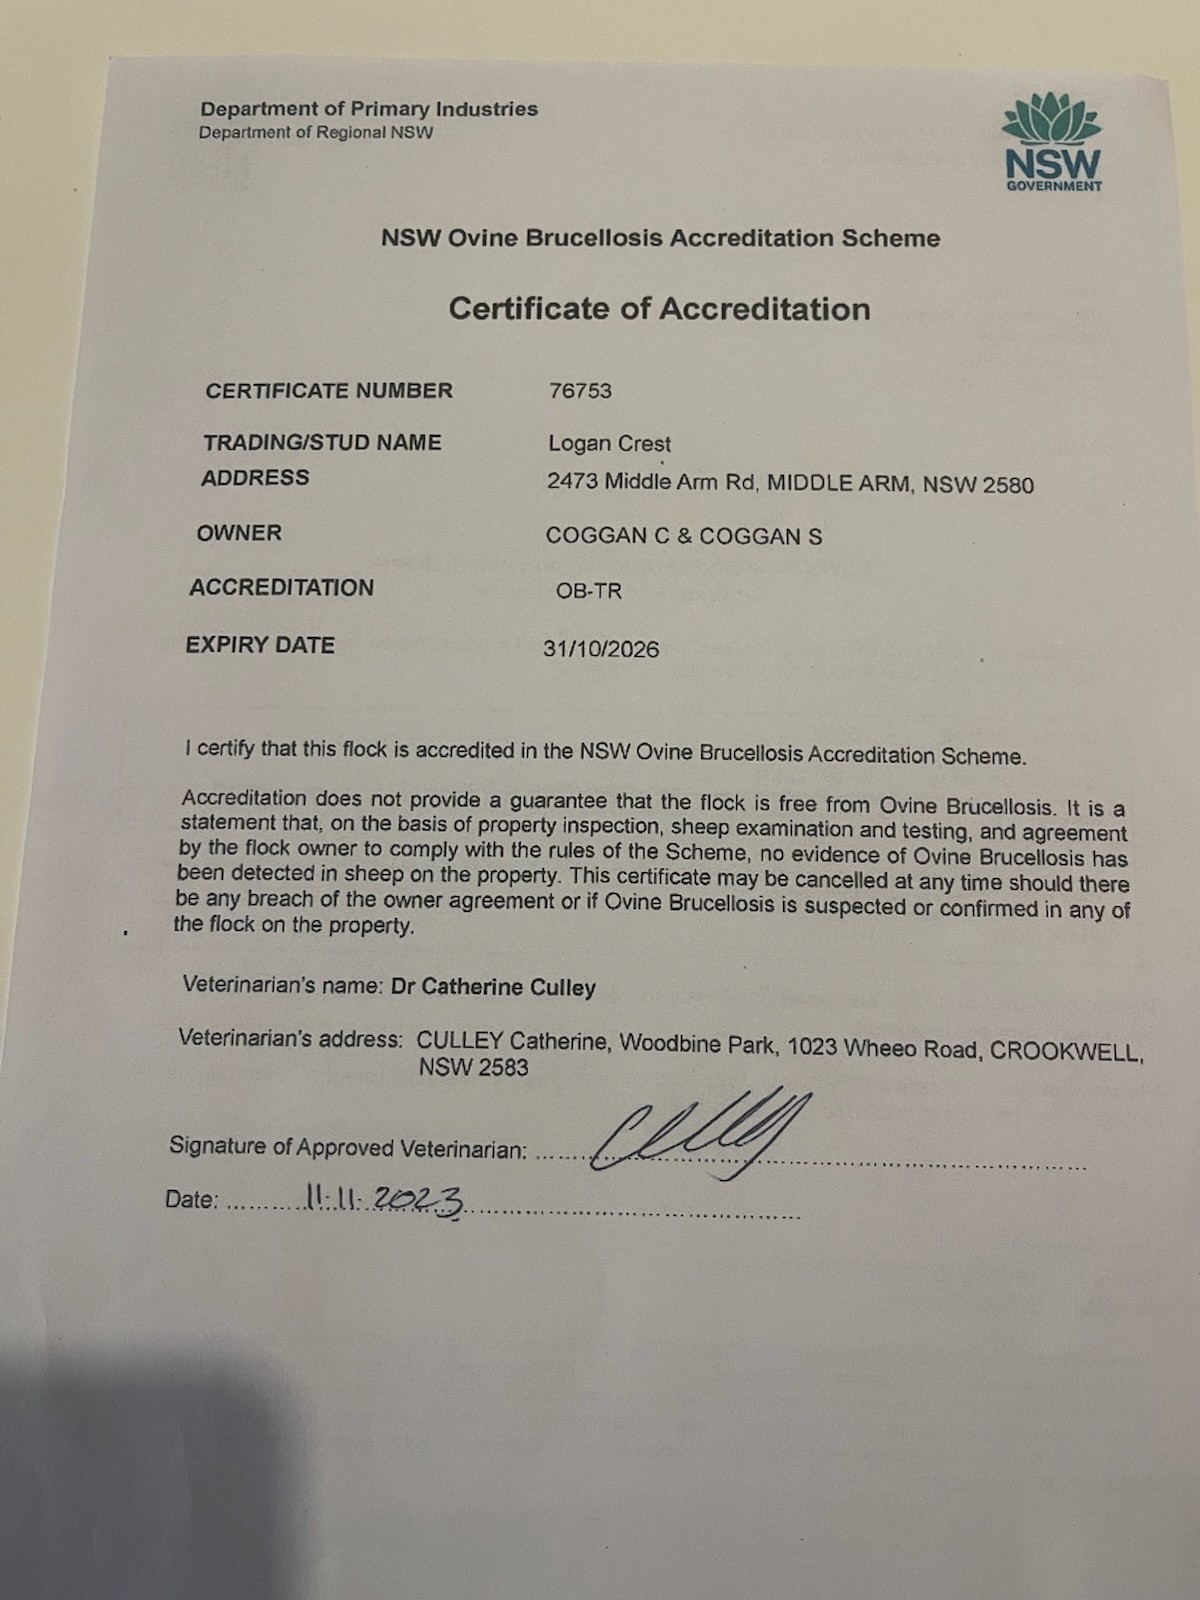 Department of Primary Industries
Department of Regional NSW
NSW
GOVERNMENT
NSW Ovine Brucellosis Accreditation Scheme
Certificate of Accreditation
CERTIFICATE NUMBER 76753
TRADING/STUD NAME Logan Crest
ADDRESS 2473 Middle Arm Rd, MIDDLE ARM, NSW 2580
OWNER COGGAN C & COGGAN S
ACCREDITATION OB-TR
EXPIRY DATE 31/10/2026
I certify that this flock is accredited in the NSW Ovine Brucellosis Accreditation Scheme.
Accreditation does not provide a guarantee that the flock is free from Ovine Brucellosis. It is a
statement that, on the basis of property inspection, sheep examination and testing, and agreement
by the flock owner to comply with the rules of the Scheme, no evidence of Ovine Brucellosis has
been detected in sheep on the property. This certificate may be cancelled at any time should there
be any breach of the owner agreement or if Ovine Brucellosis is suspected or confirmed in any of
the flock on the property.
Veterinarian's name: Dr Catherine Culley
Veterinarian's address: CULLEY Catherine, Woodbine Park, 1023 Wheeo Road, CROOKWELL,
NSW 2583
Signature of Approved Veterinarian: CCulley
Date: 11.11.2023